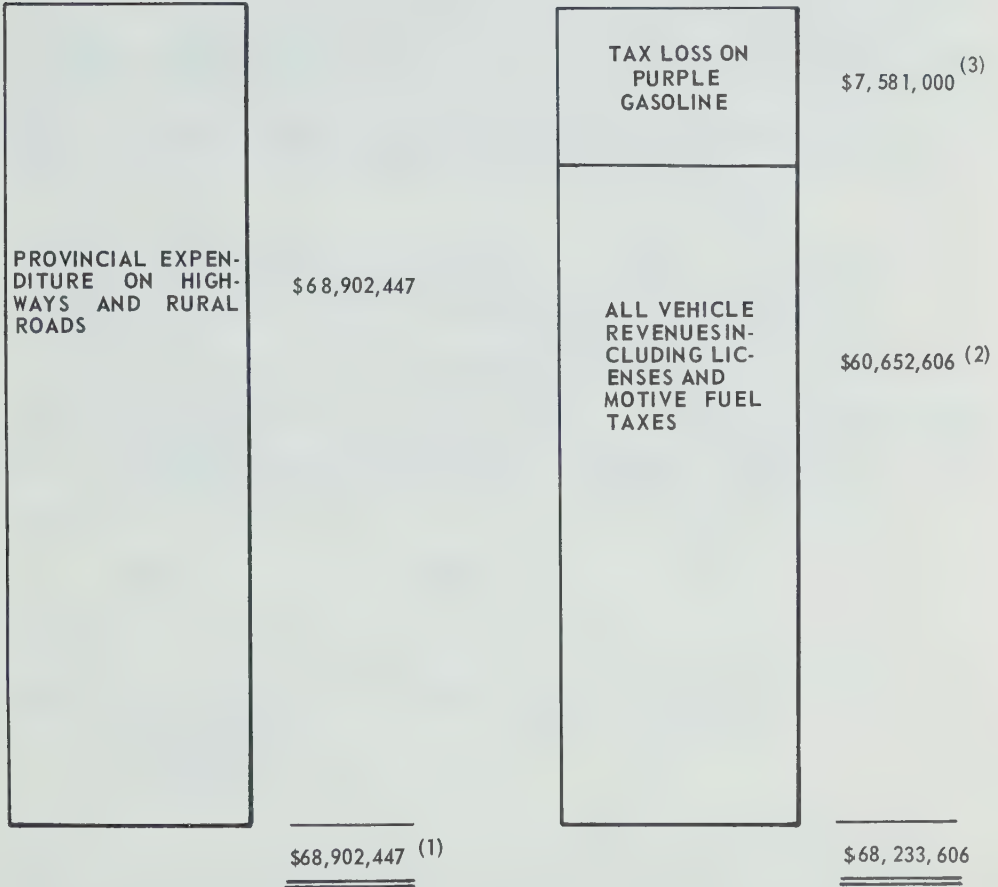 PROVINCIAL EXPEN-
DITURE ON HIGH-
WAYS AND RURAL
ROADS
$68,902,447
$68,902,447 (1)
TAX LOSS ON
PURPLE
GASOLINE
$7,581,000 (3)
ALL VEHICLE
REVENUES IN-
CLUDING LIC-
ENSES AND
MOTIVE FUEL
TAXES
$60,652,606 (2)
$68,233,606